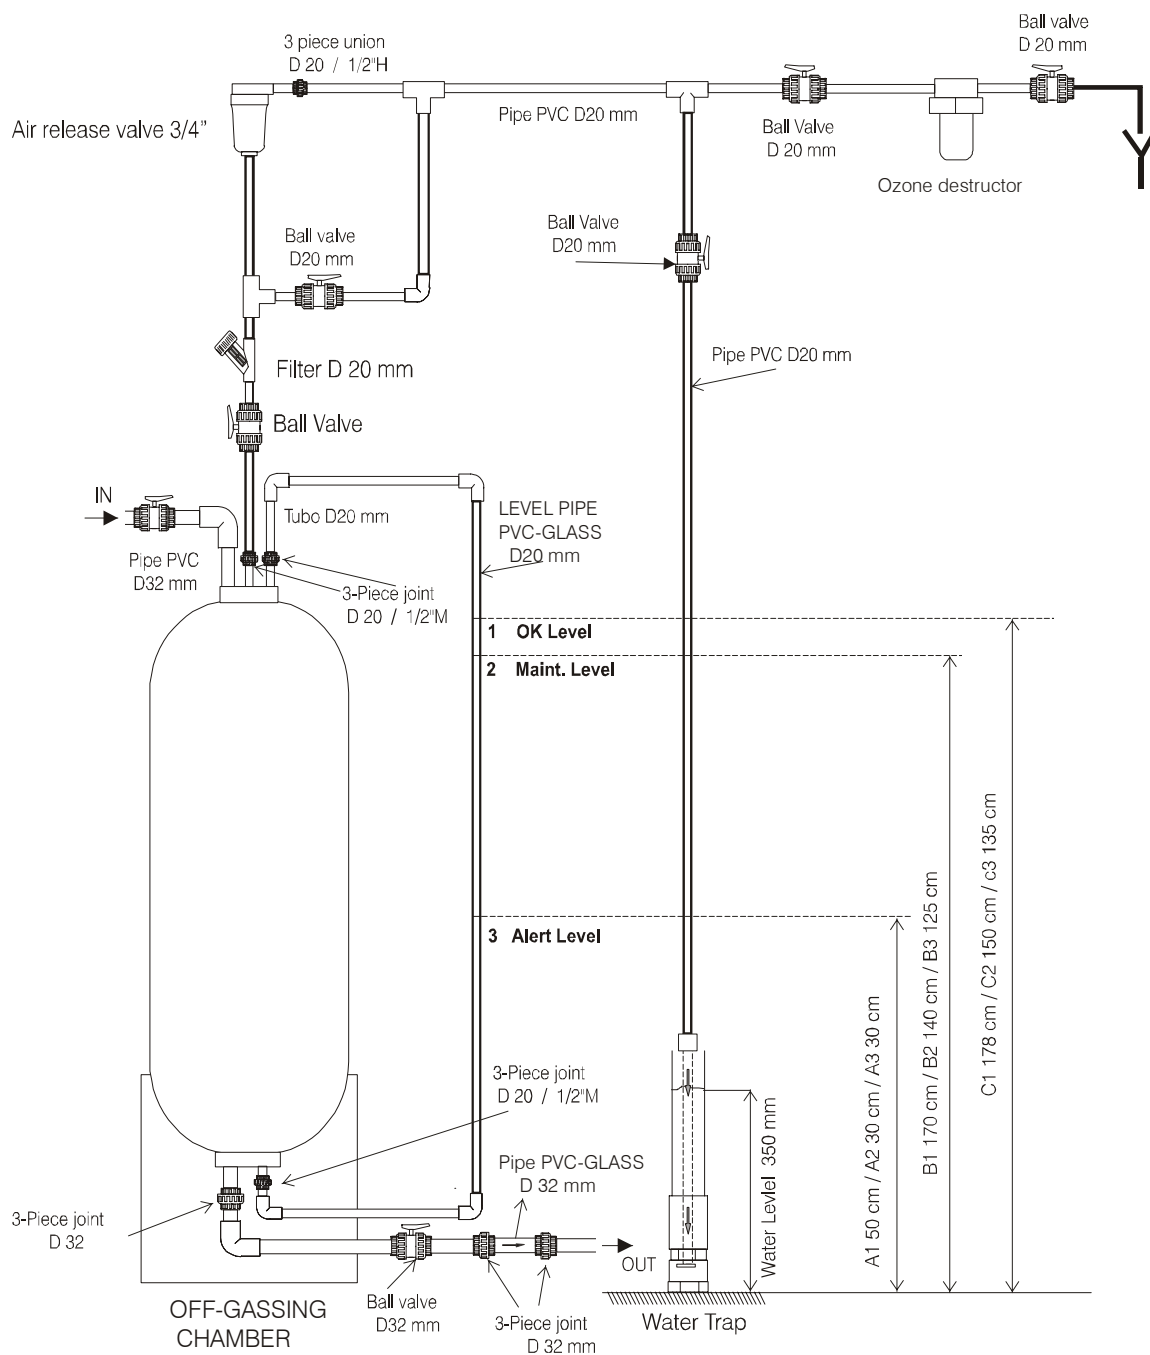 Ball valve
D 20 mm
3 piece union
D 20 / 1/2"H
Air release valve 3/4”
Pipe PVC D20 mm
Ball Valve
D 20 mm
Ozone destructor
Ball valve
D20 mm
Ball Valve
D20 mm
Filter D 20 mm
Pipe PVC D20 mm
Ball Valve
IN
Tubo D20 mm
LEVEL PIPE
PVC-GLASS
D20 mm
Pipe PVC
D32 mm
3-Piece joint
D 20 / 1/2"M
1 OK Level
2 Maint. Level
3 Alert Level
A1 50 cm / A2 30 cm / A3 30 cm
B1 170 cm / B2 140 cm / B3 125 cm
C1 178 cm / C2 150 cm / c3 135 cm
3-Piece joint
D 20 / 1/2"M
Water Levlel 350 mm
Pipe PVC-GLASS
D 32 mm
3-Piece joint
D 32
OUT
OFF-GASSING
CHAMBER
Ball valve
D32 mm
3-Piece joint
D 32 mm
Water Trap